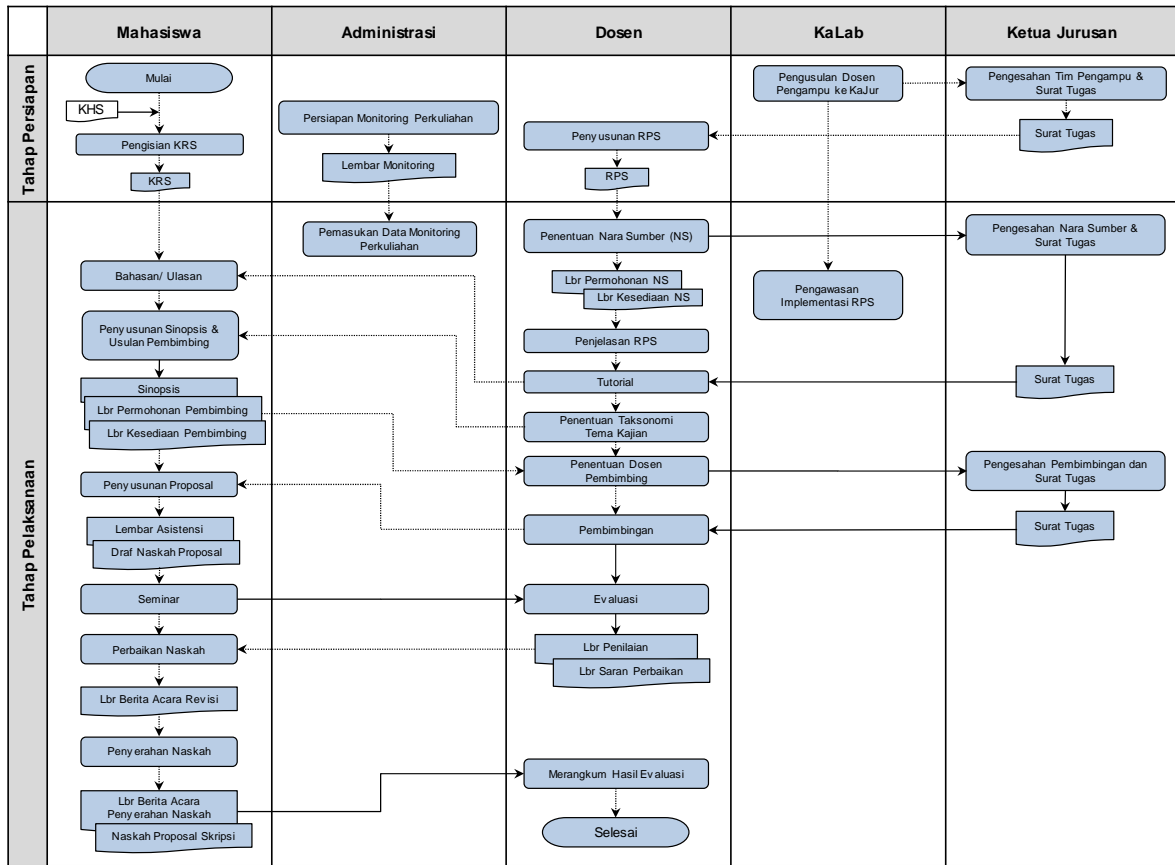 Mahasiswa
Administrasi
Dosen
KaLab
Ketua Jurusan
Tahap Persiapan
Mulai
KHS
Pengisian KRS
KRS
Persiapan Monitoring Perkuliahan
Lembar Monitoring
Penyusunan RPS
RPS
Pengusulan Dosen
Pengampu ke KaJur
Pengesahan Tim Pengampu &
Surat Tugas
Surat Tugas
Tahap Pelaksanaan
Bahasan/ Ulasan
Penyusunan Sinopsis &
Usulan Pembimbing
Sinopsis
Lbr Permohonan Pembimbing
Lbr Kesediaan Pembimbing
Penyusunan Proposal
Lembar Asistensi
Draf Naskah Proposal
Seminar
Perbaikan Naskah
Lbr Berita Acara Revisi
Penyerahan Naskah
Lbr Berita Acara
Penyerahan Naskah
Naskah Proposal Skripsi
Pemasukan Data Monitoring
Perkuliahan
Penentuan Nara Sumber (NS)
Lbr Permohonan NS
Lbr Kesediaan NS
Penjelasan RPS
Tutorial
Penentuan Taksonomi
Tema Kajian
Penentuan Dosen
Pembimbing
Pembimbingan
Evaluasi
Lbr Penilaian
Lbr Saran Perbaikan
Merangkum Hasil Evaluasi
Selesai
Pengawasan
Implementasi RPS
Pengesahan Nara Sumber &
Surat Tugas
Surat Tugas
Pengesahan Pembimbingan dan
Surat Tugas
Surat Tugas